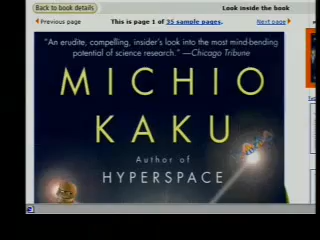 Back to book details
Look inside the book
Previous page
This is page 1 of 35 sample pages.
Next page
"An erudite, compelling, insider's look into the most mind-bending
potential of science research." —Chicago Tribune
MICHIO
KAKU
Author of
HYPERSPACE